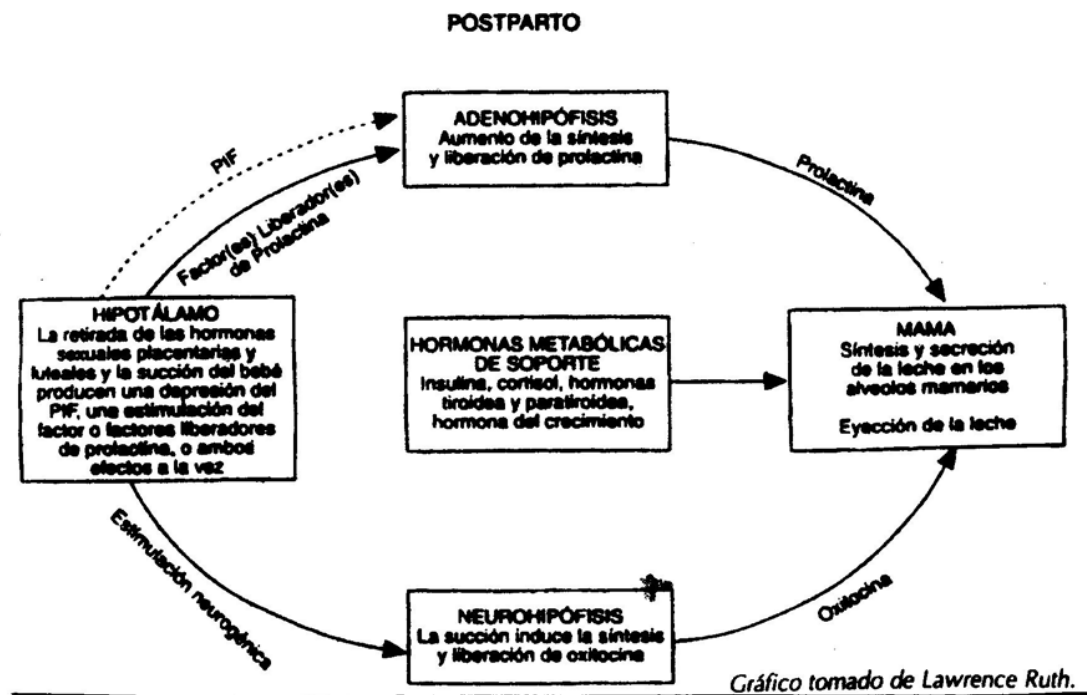 POSTPARTO
ADENOHIPÓFISIS
Aumento de la síntesis
y liberación de prolactina
PIF
Factor(es) Liberador(es)
de Prolactina
Prolactina
HIPOTÁLAMO
La retirada de las hormonas
sexuales placentarias y
luteales y la succión del bebé
producen una depresión del
PIF, una estimulación del
factor o factores liberadores
de prolactina, o ambos
efectos a la vez
HORMONAS METABÓLICAS
DE SOPORTE
Insulina, cortisol, hormonas
tiroidea y paratiroidea,
hormona del crecimiento
MAMA
Síntesis y secreción
de la leche en los
alveolos mamarios
Eyección de la leche
Estimulación neurogénica
NEUROHIPÓFISIS
La succión induce la síntesis
y liberación de oxitocina
Oxitocina
Gráfico tomado de Lawrence Ruth.